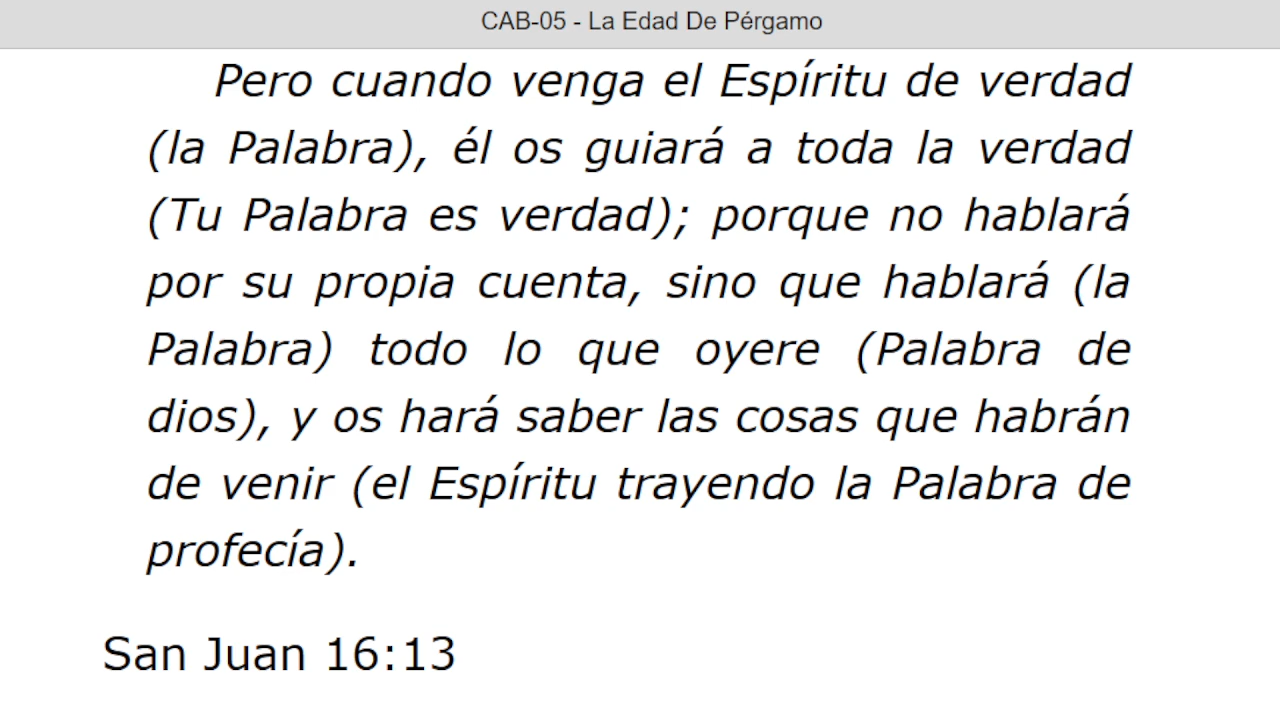 CAB-05 - La Edad De Pérgamo
Pero cuando venga el Espíritu de verdad
(la Palabra), él os guiará a toda la verdad
(Tu Palabra es verdad); porque no hablará
por su propia cuenta, sino que hablará (la
Palabra) todo lo que oyere (Palabra de
dios), y os hará saber las cosas que habrán
de venir (el Espíritu trayendo la Palabra de
profecía).
San Juan 16:13